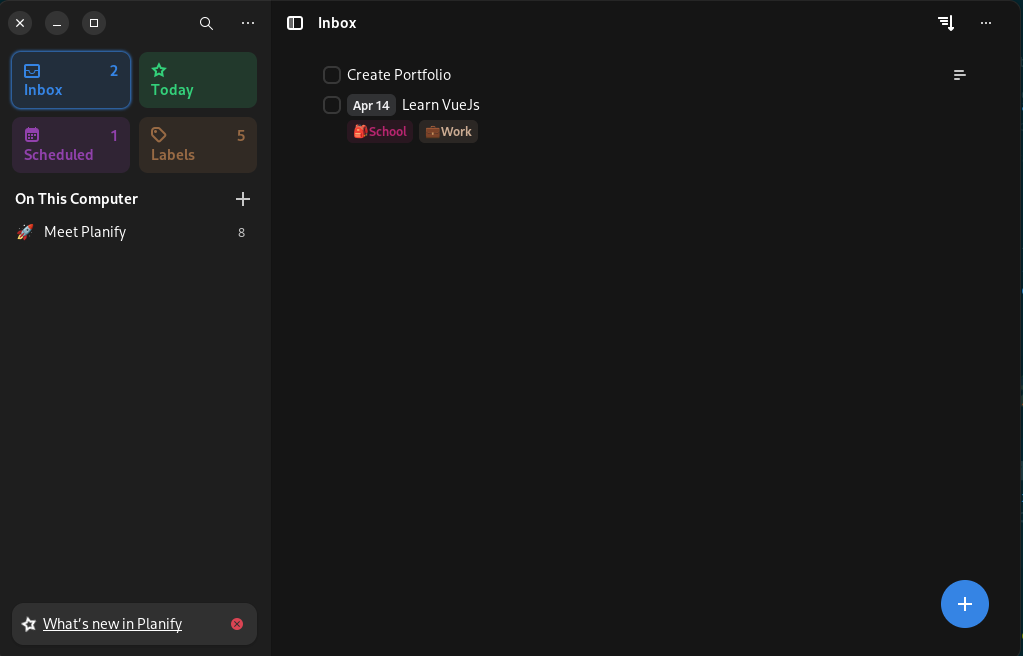 Inbox
2
Inbox
Today
1
Scheduled
5
Labels
On This Computer
Meet Planify 8
Create Portfolio
Apr 14 Learn VueJs
School Work
What's new in Planify